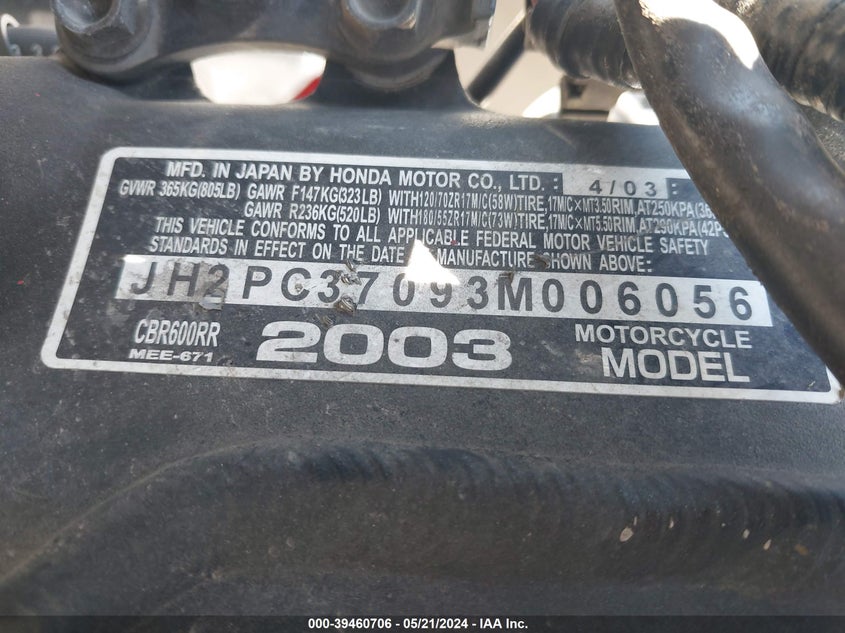 MFD. IN JAPAN BY HONDA MOTOR CO., LTD. : 4/03 :
GVWR 365KG(805LB) GAWR F147KG(323LB) WITH120/70ZR17M/C(58W)TIRE,17M/C×MT3.50RIM,AT250KPA(36
GAWR R236KG(520LB) WITH180/55ZR17M/C(73W)TIRE,17M/C×MT5.50RIM,AT290KPA(42P
THIS VEHICLE CONFORMS TO ALL APPLICABLE FEDERAL MOTOR VEHICLE SAFETY
STANDARDS IN EFFECT ON THE DATE OF MANUFACTURE SHOWN ABOVE:
JH2PC37093M006056
CBR600RR 2003 MOTORCYCLE
MEE-671 MODEL
000-39460706 - 05/21/2024 - IAA Inc.